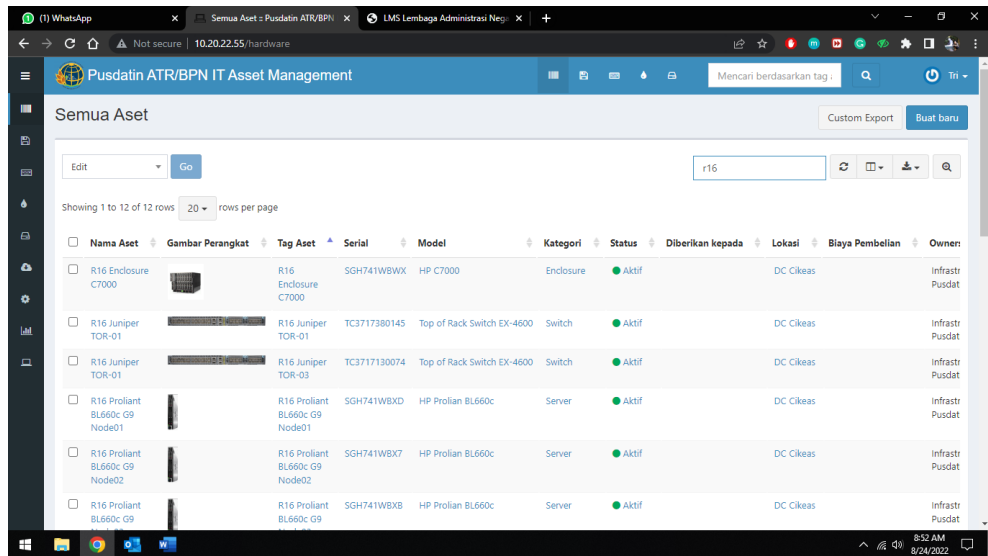 (1) WhatsApp
Semua Aset :: Pusdatin ATR/BPN
LMS Lembaga Administrasi Nega
Not secure
10.20.22.55/hardware
Pusdatin ATR/BPN IT Asset Management
Mencari berdasarkan tag
Tri
Semua Aset
Custom Export
Buat baru
Edit
Go
r16
Showing 1 to 12 of 12 rows 20 rows per page
Nama Aset Gambar Perangkat Tag Aset Serial Model Kategori Status Diberikan kepada Lokasi Biaya Pembelian Owners
R16 Enclosure R16 SGH741WBWX HP C7000 Enclosure Aktif DC Cikeas Infrastr
C7000 Enclosure Pusdat
C7000
R16 Juniper R16 Juniper TC3717380145 Top of Rack Switch EX-4600 Switch Aktif DC Cikeas Infrastr
TOR-01 TOR-01 Pusdat
R16 Juniper R16 Juniper TC3717130074 Top of Rack Switch EX-4600 Switch Aktif DC Cikeas Infrastr
TOR-01 TOR-03 Pusdat
R16 Proliant R16 Proliant SGH741WBXD HP Prolian BL660c Server Aktif DC Cikeas Infrastr
BL660c G9 BL660c G9 Pusdat
Node01 Node01
R16 Proliant R16 Proliant SGH741WBX7 HP Prolian BL660c Server Aktif DC Cikeas Infrastr
BL660c G9 BL660c G9 Pusdat
Node02 Node02
R16 Proliant R16 Proliant SGH741WBXB HP Prolian BL660c Server Aktif DC Cikeas Infrastr
BL660c G9 BL660c G9 Pusdat
8:52 AM
8/24/2022